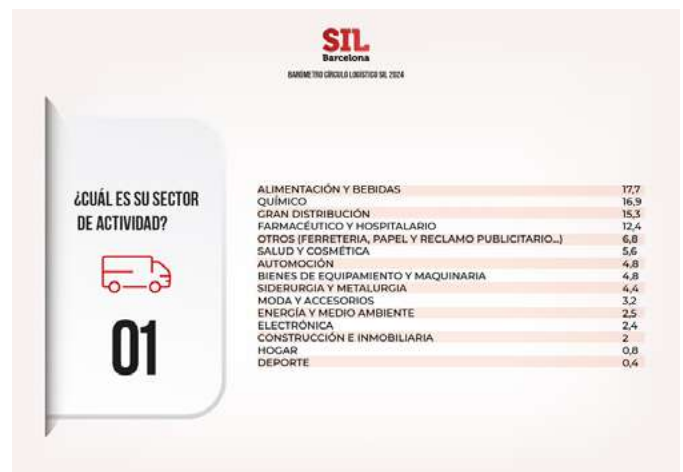 SIL
Barcelona
BARÓMETRO CÍRCULO LOGÍSTICO SIL 2024
¿CUÁL ES SU SECTOR
DE ACTIVIDAD?
01
ALIMENTACIÓN Y BEBIDAS 17,7
QUÍMICO 16,9
GRAN DISTRIBUCIÓN 15,3
FARMACÉUTICO Y HOSPITALARIO 12,4
OTROS (FERRETERIA, PAPEL Y RECLAMO PUBLICITARIO...) 6,8
SALUD Y COSMÉTICA 5,6
AUTOMOCIÓN 4,8
BIENES DE EQUIPAMIENTO Y MAQUINARIA 4,8
SIDERURGIA Y METALURGIA 4,4
MODA Y ACCESORIOS 3,2
ENERGÍA Y MEDIO AMBIENTE 2,5
ELECTRÓNICA 2,4
CONSTRUCCIÓN E INMOBILIARIA 2
HOGAR 0,8
DEPORTE 0,4